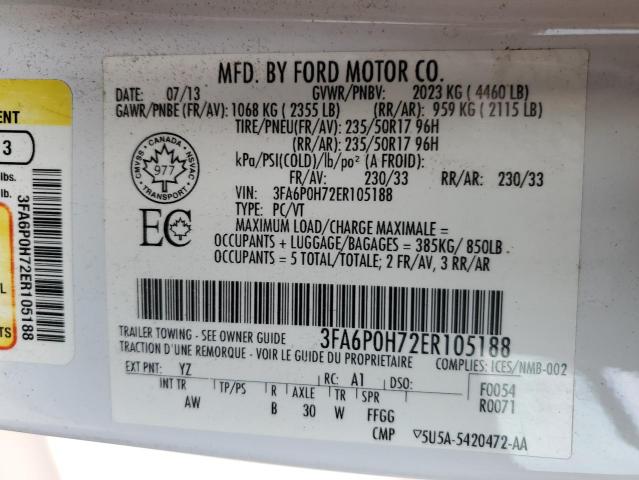 MFD. BY FORD MOTOR CO.
DATE: 07/13 GVWR/PNBV: 2023 KG ( 4460 LB)
GAWR/PNBE (FR/AV): 1068 KG ( 2355 LB) (RR/AR): 959 KG ( 2115 LB)
TIRE/PNEU(FR/AV): 235/50R17 96H
(RR/AR): 235/50R17 96H
kPa/PSI(COLD)/lb/po² (A FROID):
FR/AV: 230/33 RR/AR: 230/33
CMVSS · CANADA · NSVAC
977
TRANSPORT
VIN: 3FA6P0H72ER105188
TYPE: PC/VT
EC
MAXIMUM LOAD/CHARGE MAXIMALE =
OCCUPANTS + LUGGAGE/BAGAGES = 385KG/ 850LB
OCCUPANTS = 5 TOTAL/TOTALE; 2 FR/AV, 3 RR/AR
TRAILER TOWING - SEE OWNER GUIDE
TRACTION D'UNE REMORQUE - VOIR LE GUIDE DU PROPRIETAIRE
3FA6P0H72ER105188
COMPLIES: ICES/NMB-002
EXT PNT: YZ RC: A1 DSO: F0054
INT TR TP/PS R AXLE TR SPR R0071
AW B 30 W FFGG
CMP ▽5U5A-5420472-AA
ENT
3
lbs.
lb.
3FA6P0H72ER105188
L
TS